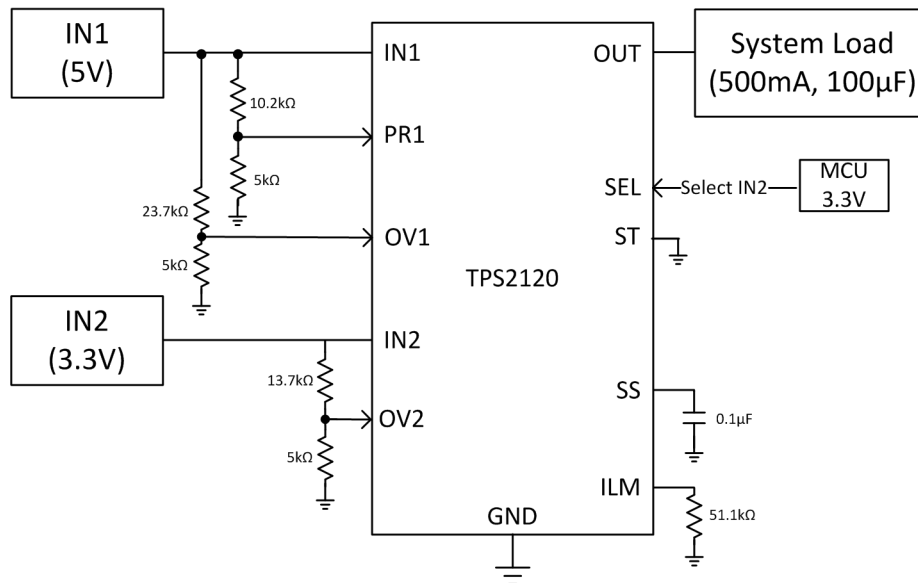 IN1
(5V)
IN1
OUT
System Load
(500mA, 100µF)
10.2kΩ
PR1
5kΩ
SEL
Select IN2
MCU
3.3V
23.7kΩ
OV1
ST
5kΩ
TPS2120
IN2
(3.3V)
IN2
13.7kΩ
OV2
SS
0.1µF
5kΩ
ILM
51.1kΩ
GND